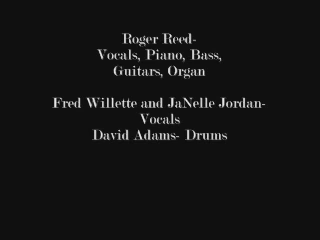 Roger Reed-
Vocals, Piano, Bass,
Guitars, Organ
Fred Willette and JaNelle Jordan-
Vocals
David Adams- Drums